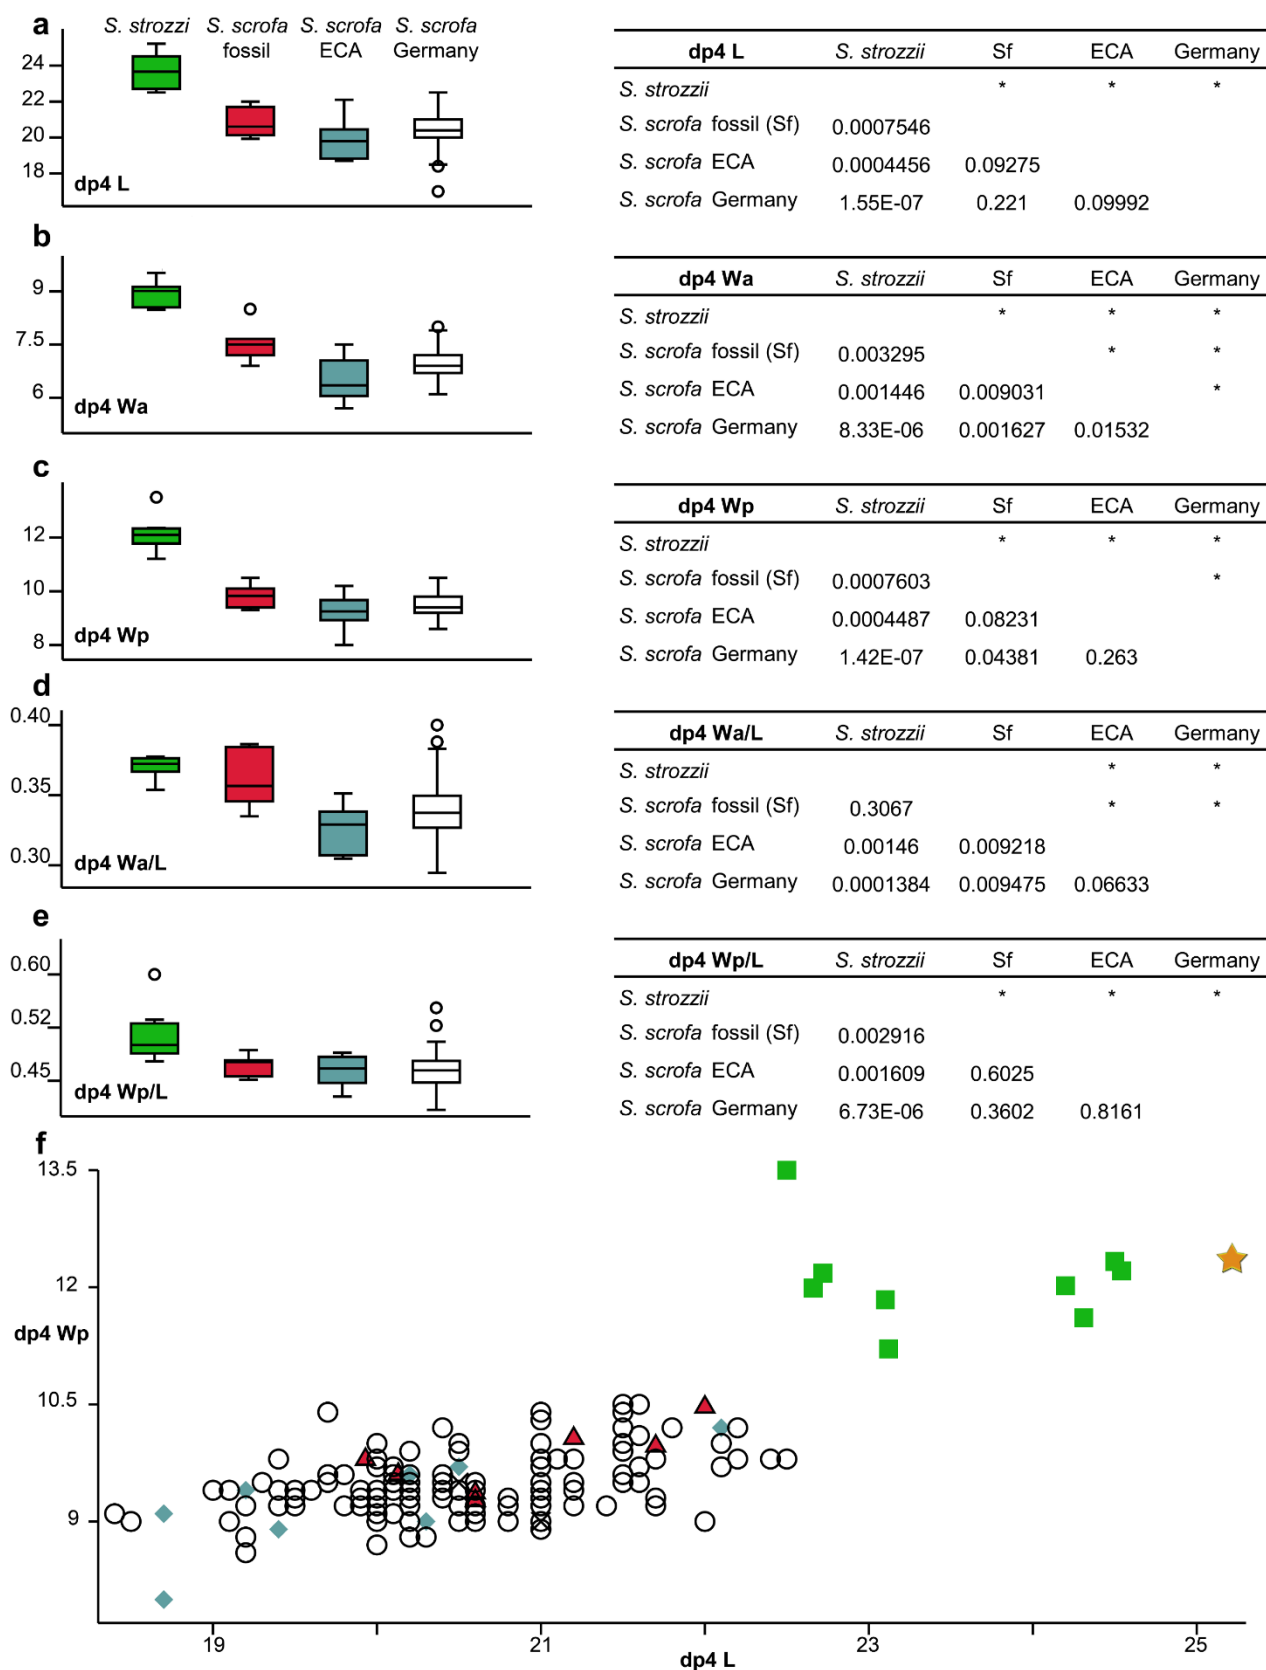 a
S. strozzi S. scrofa S. scrofa S. scrofa
fossil ECA Germany
24
22
20
18
dp4 L
dp4 L S. strozzii Sf ECA Germany
S. strozzii * * *
S. scrofa fossil (Sf) 0.0007546
S. scrofa ECA 0.0004456 0.09275
S. scrofa Germany 1.55E-07 0.221 0.09992
b
9
7.5
6
dp4 Wa
dp4 Wa S. strozzii Sf ECA Germany
S. strozzii * * *
S. scrofa fossil (Sf) 0.003295 * *
S. scrofa ECA 0.001446 0.009031 *
S. scrofa Germany 8.33E-06 0.001627 0.01532
c
12
10
8
dp4 Wp
dp4 Wp S. strozzii Sf ECA Germany
S. strozzii * * *
S. scrofa fossil (Sf) 0.0007603 *
S. scrofa ECA 0.0004487 0.08231
S. scrofa Germany 1.42E-07 0.04381 0.263
d
0.40
0.35
0.30
dp4 Wa/L
dp4 Wa/L S. strozzii Sf ECA Germany
S. strozzii * *
S. scrofa fossil (Sf) 0.3067 * *
S. scrofa ECA 0.00146 0.009218
S. scrofa Germany 0.0001384 0.009475 0.06633
e
0.60
0.52
0.45
dp4 Wp/L
dp4 Wp/L S. strozzii Sf ECA Germany
S. strozzii * * *
S. scrofa fossil (Sf) 0.002916
S. scrofa ECA 0.001609 0.6025
S. scrofa Germany 6.73E-06 0.3602 0.8161
f
13.5
12
dp4 Wp
10.5
9
19 21 23 25
dp4 L